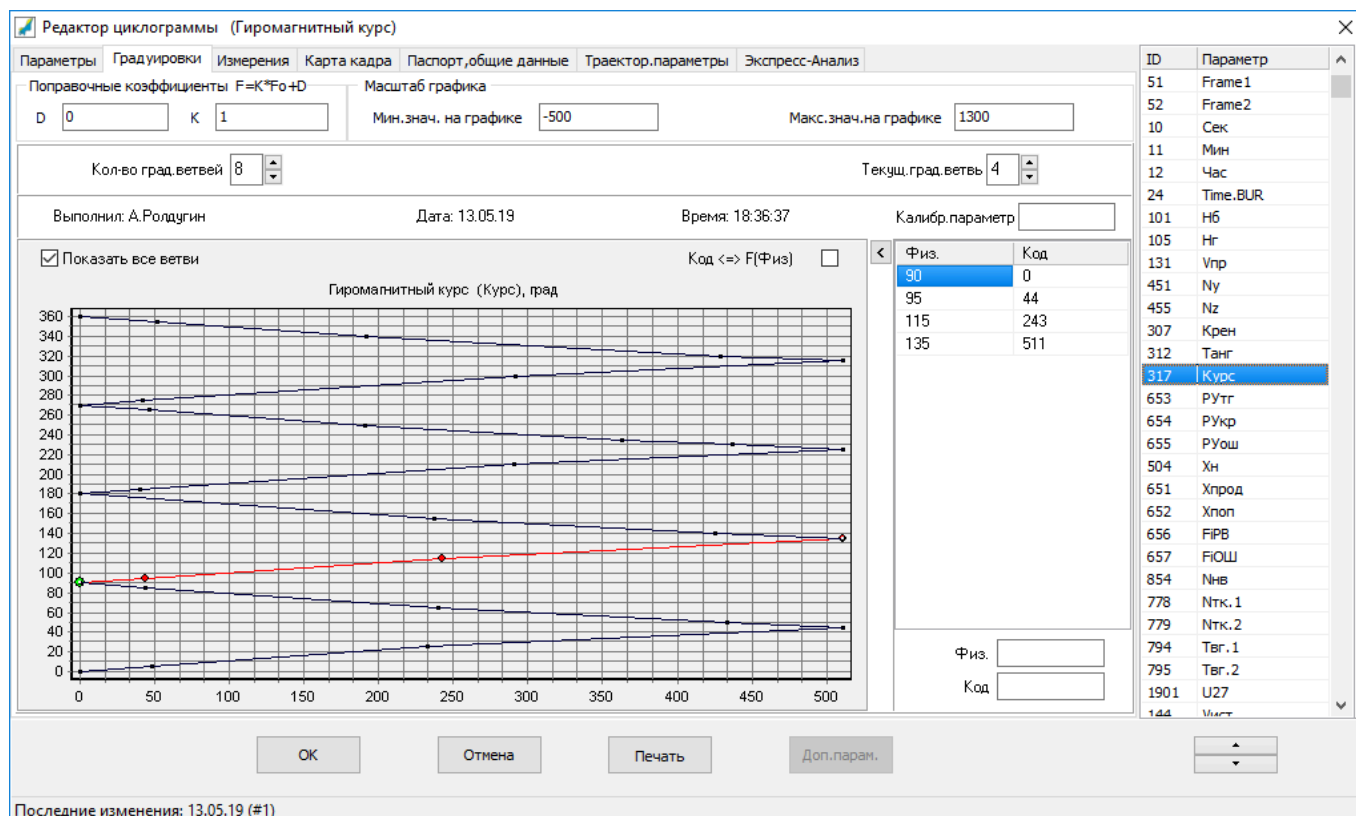 Редактор циклограммы (Гиромагнитный курс)
Параметры Градуировки Измерения Карта кадра Паспорт,общие данные Траектор.параметры Экспресс-Анализ
Поправочные коэффициенты F=K*Fo+D
D 0 K 1
Масштаб графика
Мин.знач. на графике -500 Макс.знач.на графике 1300
Кол-во град.ветвей 8 Текущ.град.ветвь 4
Выполнил: А.Ролдугин Дата: 13.05.19 Время: 18:36:37 Калибр.параметр
Показать все ветви Код <=> F(Физ) <
Гиромагнитный курс (Курс), град
360
340
320
300
280
260
240
220
200
180
160
140
120
100
80
60
40
20
0
0 50 100 150 200 250 300 350 400 450 500
Физ. Код
90 0
95 44
115 243
135 511
Физ.
Код
ID Параметр
51 Frame1
52 Frame2
10 Сек
11 Мин
12 Час
24 Time.BUR
101 Нб
105 Нг
131 Vпр
451 Ny
455 Nz
307 Крен
312 Танг
317 Курс
653 РУтг
654 РУкр
655 РУош
504 Хн
651 Хпрод
652 Хпоп
656 FiРВ
657 FiОШ
854 Nнв
778 Nтк.1
779 Nтк.2
794 Твг.1
795 Твг.2
1901 U27
144 Vист
OK Отмена Печать Доп.парам.
Последние изменения: 13.05.19 (#1)